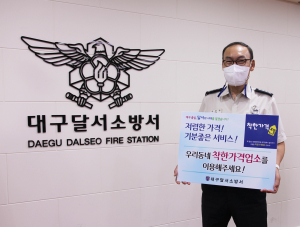 대구달서소방서
DAEGU DALSEO FIRE STATION
저렴한 가격!
기분좋은 서비스!
착한가격
우리동네 착한가격업소를
이용해주세요!
대구달서소방서